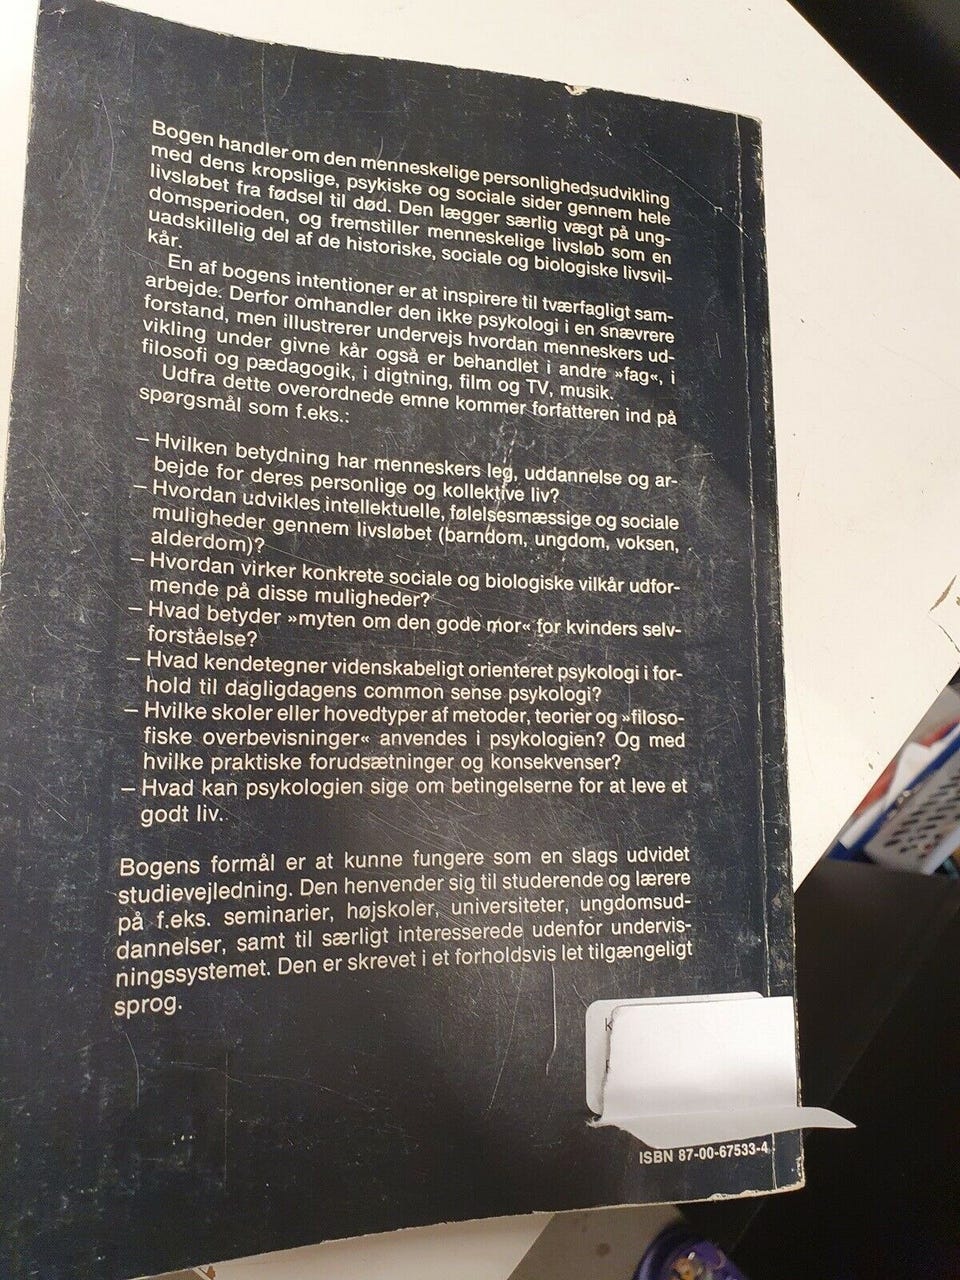 Bogen handler om den menneskelige personlighedsudvikling
med dens kropslige, psykiske og sociale sider gennem hele
livsløbet fra fødsel til død. Den lægger særlig vægt på ung-
domsperioden, og fremstiller menneskelige livsløb som en
uadskillelig del af de historiske, sociale og biologiske livsvil-
kår.
En af bogens intentioner er at inspirere til tværfagligt sam-
arbejde. Derfor omhandler den ikke psykologi i en snævrere
forstand, men illustrerer undervejs hvordan menneskers ud-
vikling under givne kår også er behandlet i andre »fag«, i
filosofi og pædagogik, i digtning, film og TV, musik.
Udfra dette overordnede emne kommer forfatteren ind på
spørgsmål som f.eks.:
– Hvilken betydning har menneskers leg, uddannelse og ar-
bejde for deres personlige og kollektive liv?
– Hvordan udvikles intellektuelle, følelsesmæssige og sociale
muligheder gennem livsløbet (barndom, ungdom, voksen,
alderdom)?
– Hvordan virker konkrete sociale og biologiske vilkår udfor-
mende på disse muligheder?
– Hvad betyder »myten om den gode mor« for kvinders selv-
forståelse?
– Hvad kendetegner videnskabeligt orienteret psykologi i for-
hold til dagligdagens common sense psykologi?
– Hvilke skoler eller hovedtyper af metoder, teorier og »filoso-
fiske overbevisninger« anvendes i psykologien? Og med
hvilke praktiske forudsætninger og konsekvenser?
– Hvad kan psykologien sige om betingelserne for at leve et
godt liv.
Bogens formål er at kunne fungere som en slags udvidet
studievejledning. Den henvender sig til studerende og lærere
på f.eks. seminarier, højskoler, universiteter, ungdomsud-
dannelser, samt til særligt interesserede udenfor undervis-
ningssystemet. Den er skrevet i et forholdsvis let tilgængeligt
sprog.
ISBN 87-00-67533-4